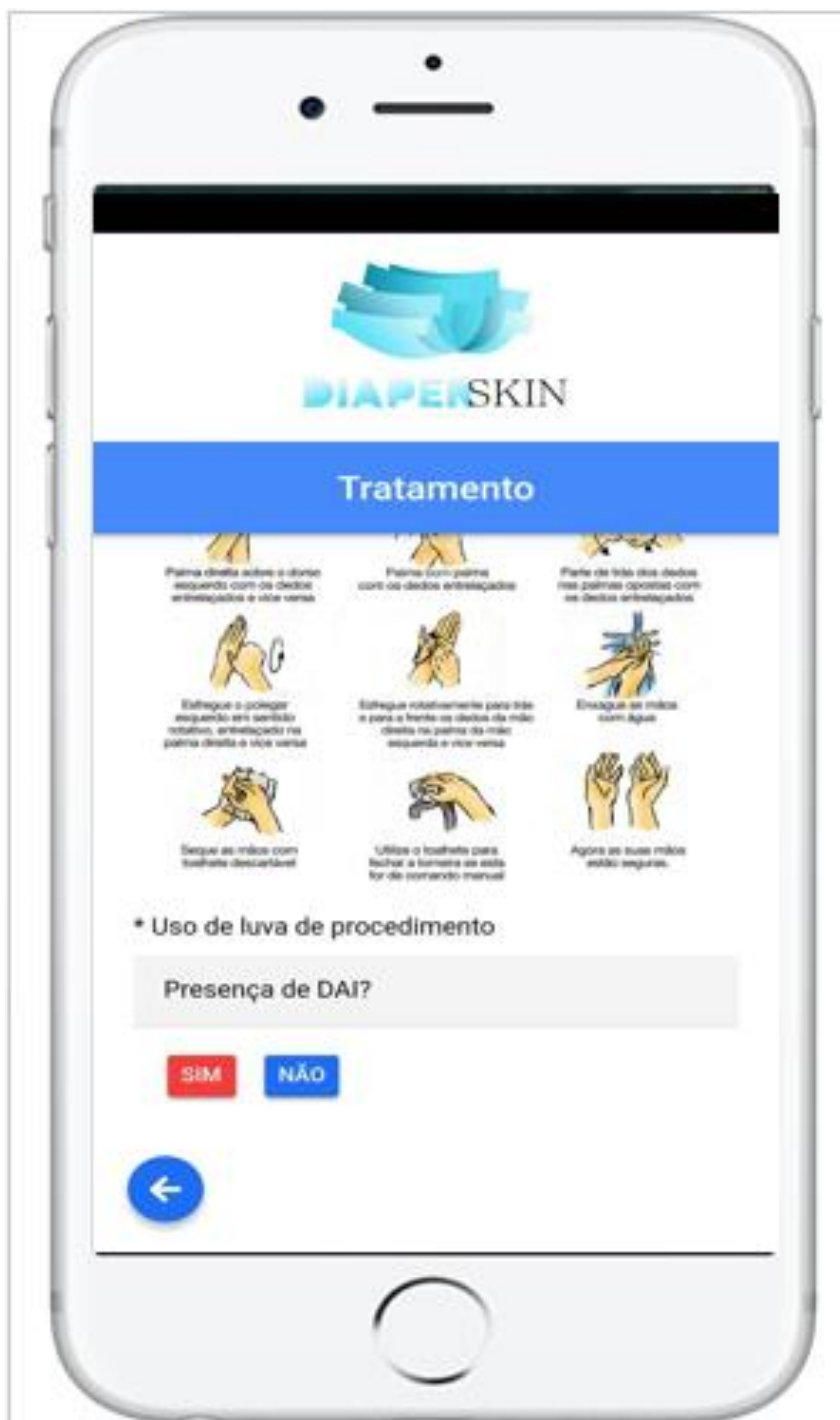 DIAPERSKIN
Tratamento
Palma direita sobre o dorso
esquerdo com os dedos
entrelaçados e vice versa
Palma com palma
com os dedos entrelaçados
Parte de trás dos dedos
nas palmas opostas com
os dedos entrelaçados
Esfregue o polegar
esquerdo em sentido
rotativo, entrelaçado na
palma direita e vice versa
Esfregue rotativamente para trás
e para a frente os dedos da mão
direita na palma da mão
esquerda e vice versa
Enxague as mãos
com água
Seque as mãos com
toalhete descartável
Utilize o toalhete para
fechar a torneira se esta
for de comando manual
Agora as suas mãos
estão seguras.
* Uso de luva de procedimento
Presença de DAI?
SIM
NÃO